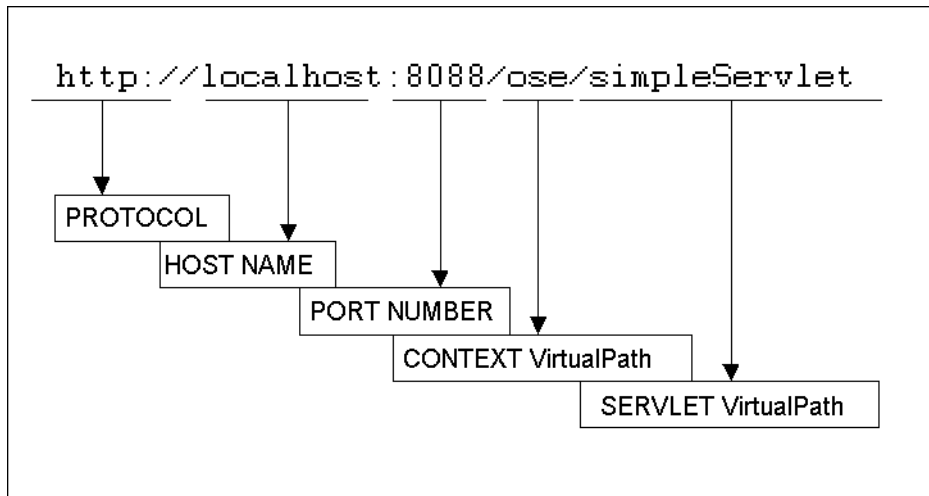 http://localhost:8088/ose/simpleServlet
PROTOCOL
HOST NAME
PORT NUMBER
CONTEXT VirtualPath
SERVLET VirtualPath